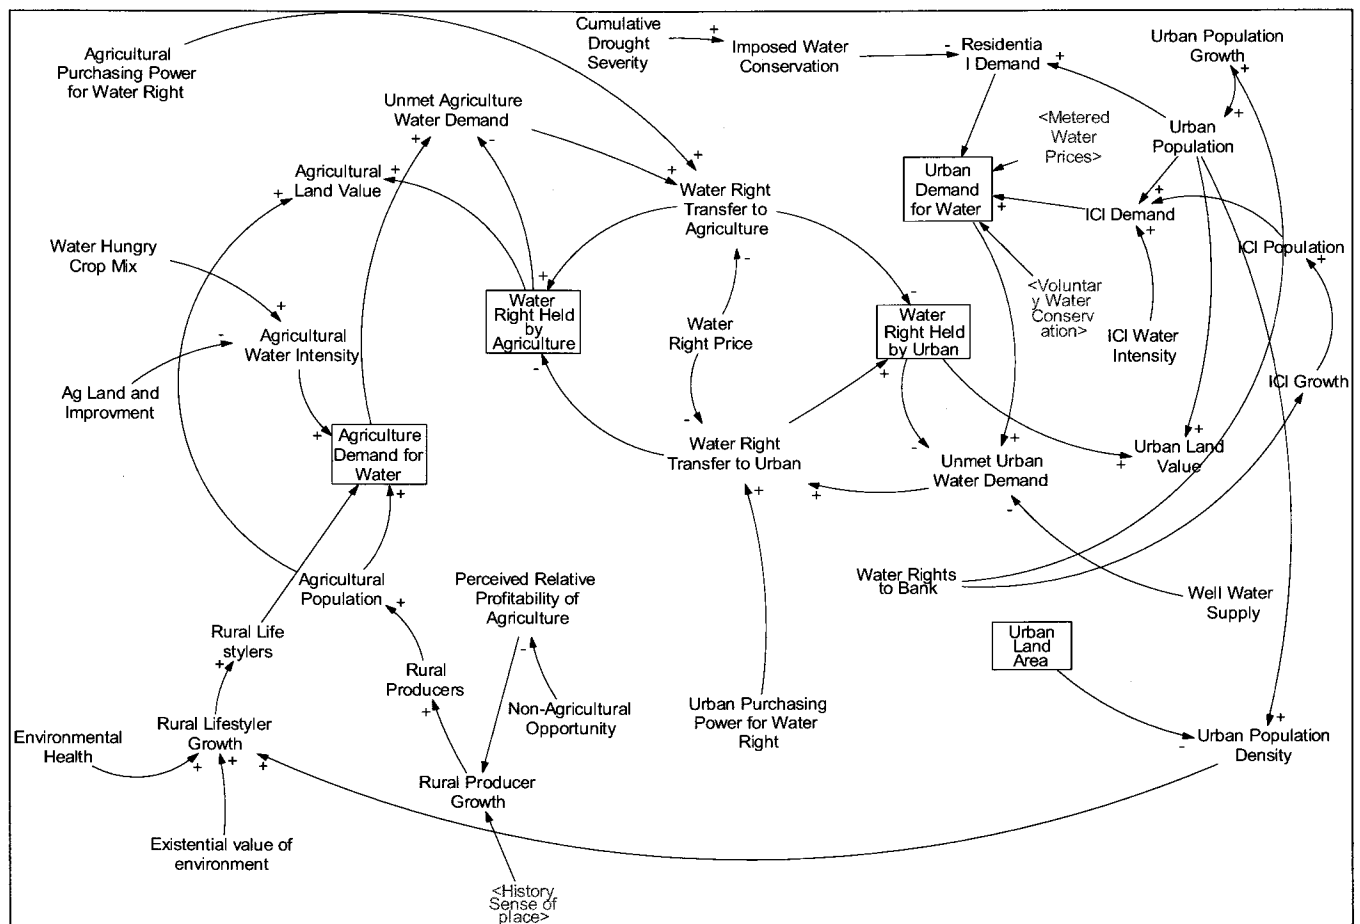 Agricultural
Purchasing Power
for Water Right
Cumulative
Drought
Severity
Imposed Water
Conservation
Residentia
l Demand
Urban Population
Growth
Unmet Agriculture
Water Demand
<Metered
Water
Prices>
Urban
Population
Agricultural
Land Value
Water Right
Transfer to
Agriculture
Urban
Demand
for Water
ICI Demand
ICI Population
Water Hungry
Crop Mix
Water
Right Held
by
Agriculture
Water
Right Price
Water
Right Held
by Urban
<Voluntar
y Water
Conserv
ation>
ICI Water
Intensity
Agricultural
Water Intensity
Ag Land and
Improvment
ICI Growth
Agriculture
Demand for
Water
Water Right
Transfer to Urban
Unmet Urban
Water Demand
Urban Land
Value
Agricultural
Population
Perceived Relative
Profitability of
Agriculture
Water Rights
to Bank
Well Water
Supply
Rural Life
stylers
Urban
Land
Area
Rural
Producers
Non-Agricultural
Opportunity
Urban Purchasing
Power for Water
Right
Environmental
Health
Rural Lifestyler
Growth
Urban Population
Density
Rural Producer
Growth
Existential value of
environment
<History
Sense of
place>